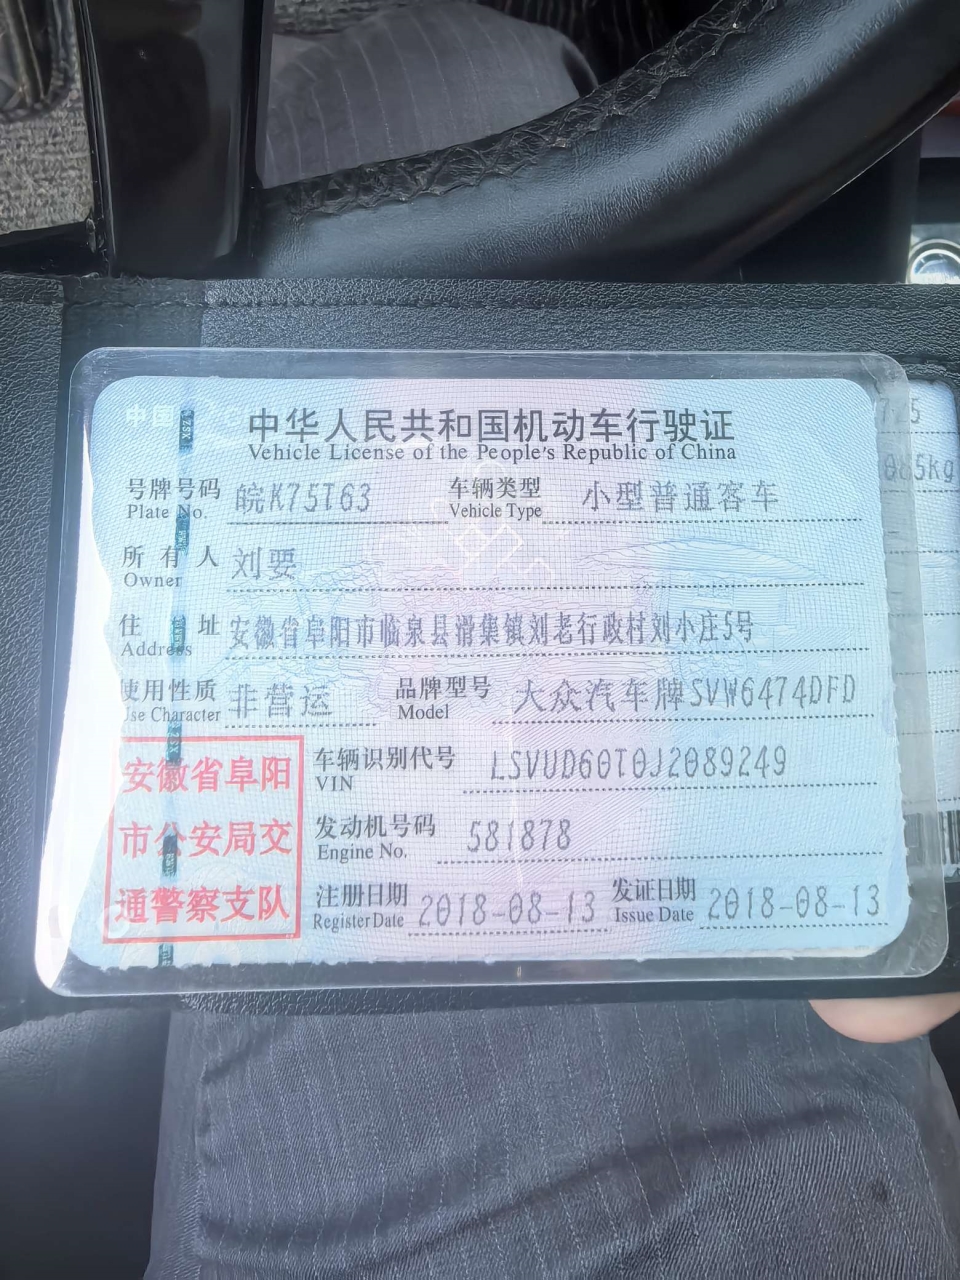 中国
中华人民共和国机动车行驶证
Vehicle License of the People's Republic of China
号牌号码 皖K75T63 车辆类型 小型普通客车
Plate No. Vehicle Type
所有人 刘要
Owner
住址 安徽省阜阳市临泉县滑集镇刘老行政村刘小庄5号
Address
使用性质 非营运 品牌型号 大众汽车牌SVW6474DFD
Use Character Model
安徽省阜阳
市公安局交
通警察支队
车辆识别代号 LSVUD60T0J2089249
VIN
发动机号码 581878
Engine No.
注册日期 2018-08-13 发证日期 2018-08-13
Register Date Issue Date